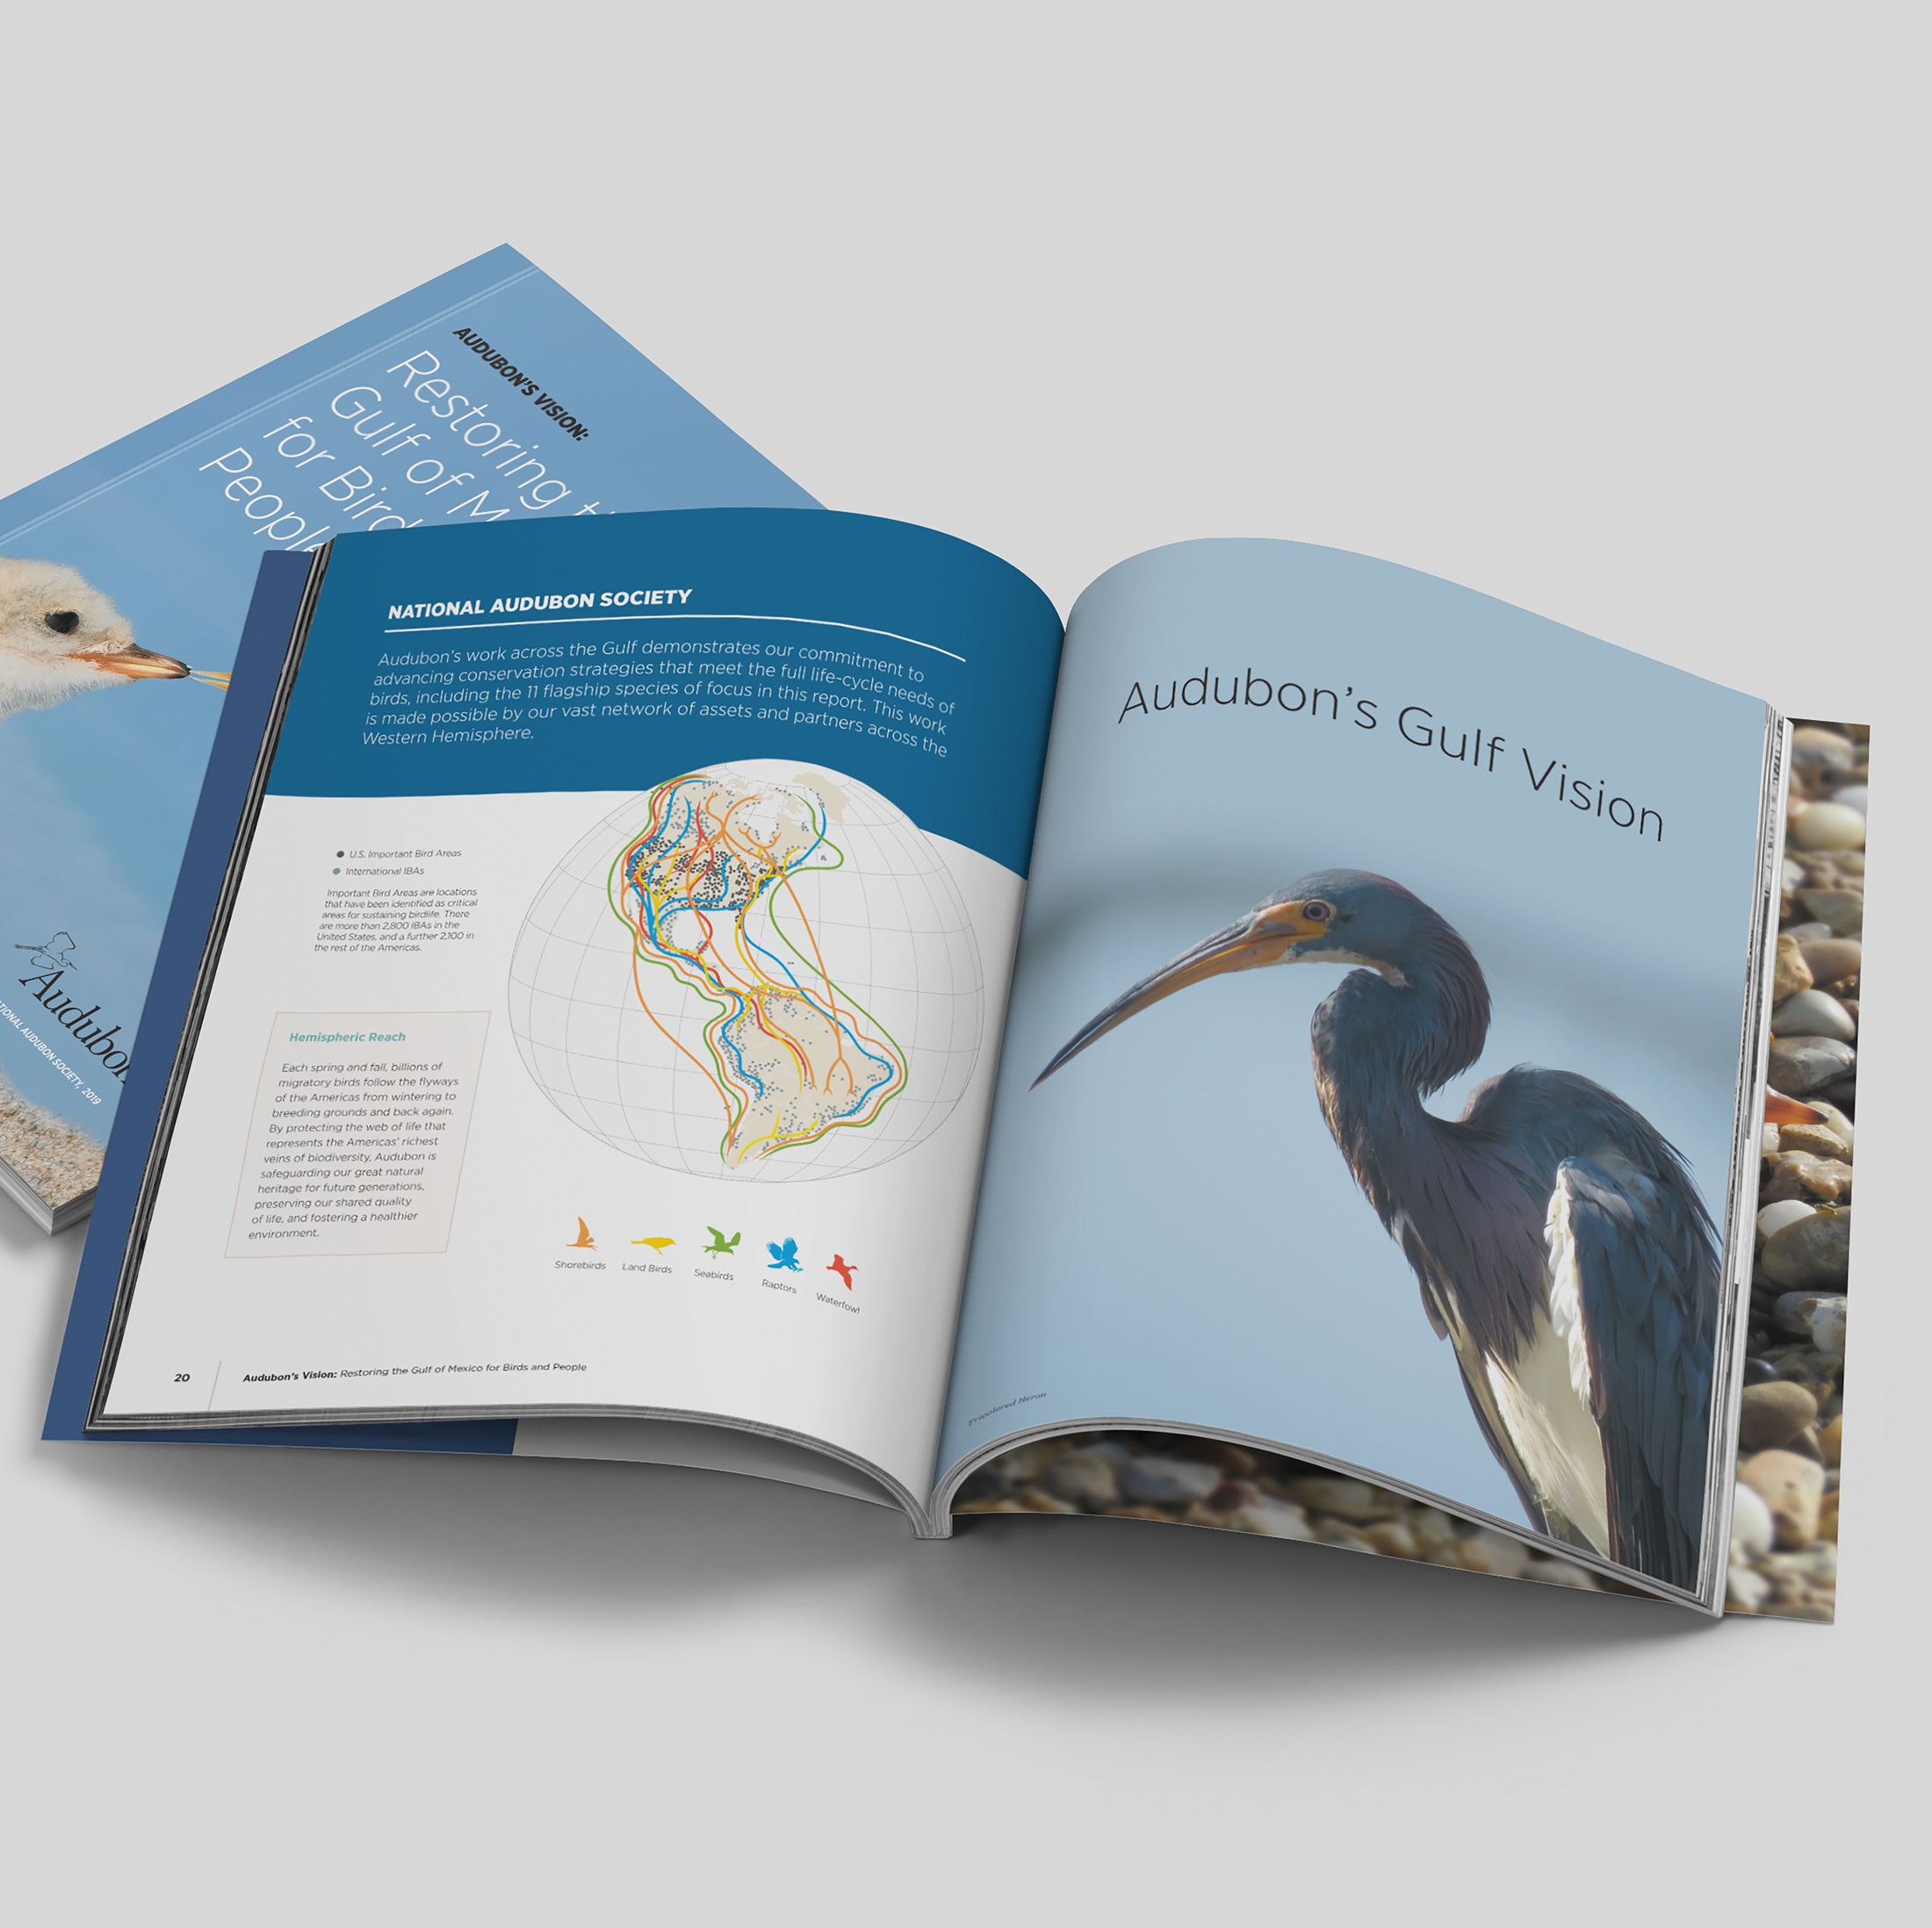 AUDUBON'S VISION:
Restoring t
Gulf of M
for Bird
People
Audubon
TIONAL AUDUBON SOCIETY, 2019
NATIONAL AUDUBON SOCIETY
Audubon's work across the Gulf demonstrates our commitment to
advancing conservation strategies that meet the full life-cycle needs of
birds, including the 11 flagship species of focus in this report. This work
is made possible by our vast network of assets and partners across the
Western Hemisphere.
U.S. Important Bird Areas
International IBAs
Important Bird Areas are locations
that have been identified as critical
areas for sustaining birdlife. There
are more than 2,800 IBAs in the
United States, and a further 2,100 in
the rest of the Americas.
Hemispheric Reach
Each spring and fall, billions of
migratory birds follow the flyways
of the Americas from wintering to
breeding grounds and back again.
By protecting the web of life that
represents the Americas' richest
veins of biodiversity, Audubon is
safeguarding our great natural
heritage for future generations,
preserving our shared quality
of life, and fostering a healthier
environment.
Shorebirds
Land Birds
Seabirds
Raptors
Waterfowl
20
Audubon's Vision: Restoring the Gulf of Mexico for Birds and People
Audubon's Gulf Vision
Tricolored Heron